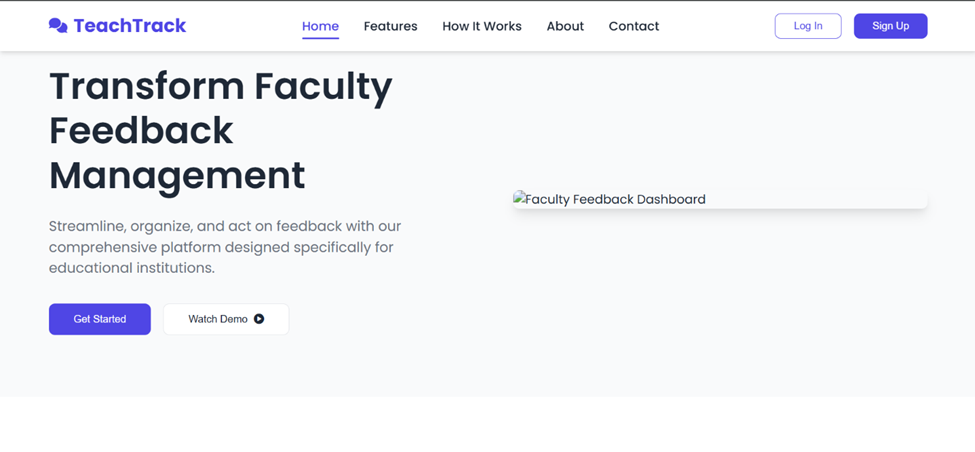 TeachTrack
Home Features How It Works About Contact
Log In Sign Up
Transform Faculty
Feedback
Management
Streamline, organize, and act on feedback with our
comprehensive platform designed specifically for
educational institutions.
Get Started Watch Demo
Faculty Feedback Dashboard